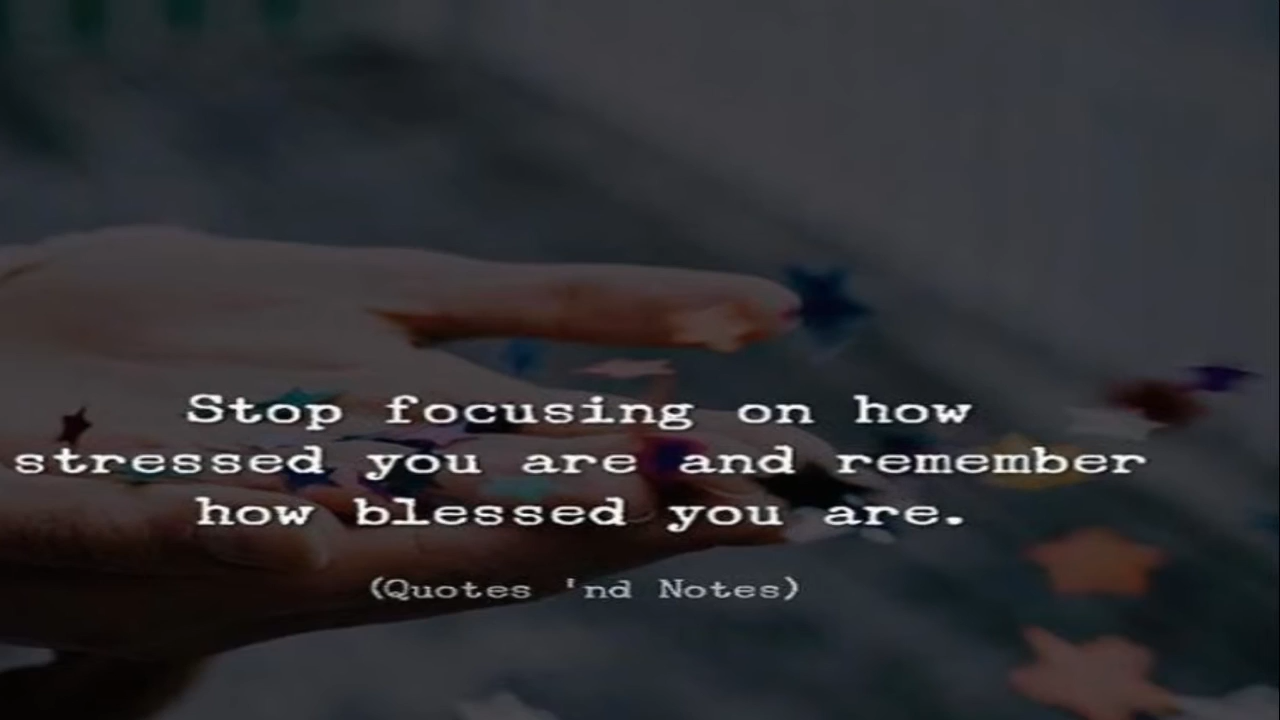 Stop focusing on how
stressed you are and remember
how blessed you are.
(Quotes 'nd Notes)